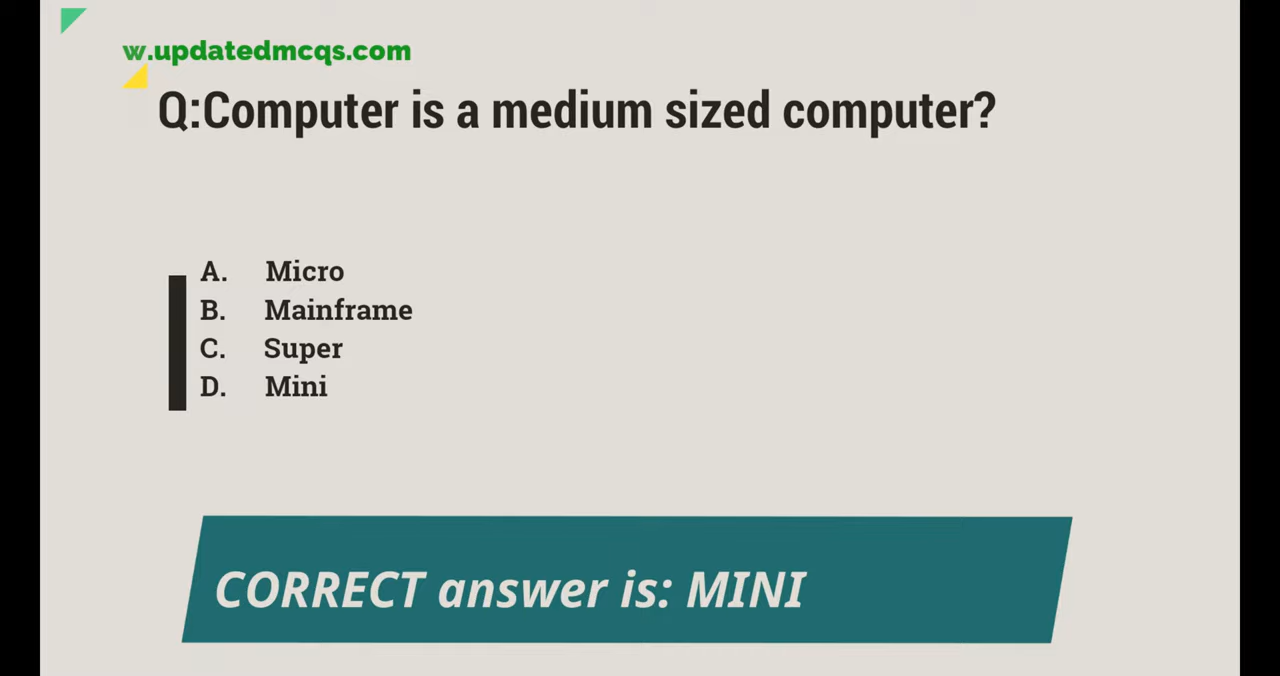 w.updatedmcqs.com
Q:Computer is a medium sized computer?
A. Micro
B. Mainframe
C. Super
D. Mini
CORRECT answer is: MINI